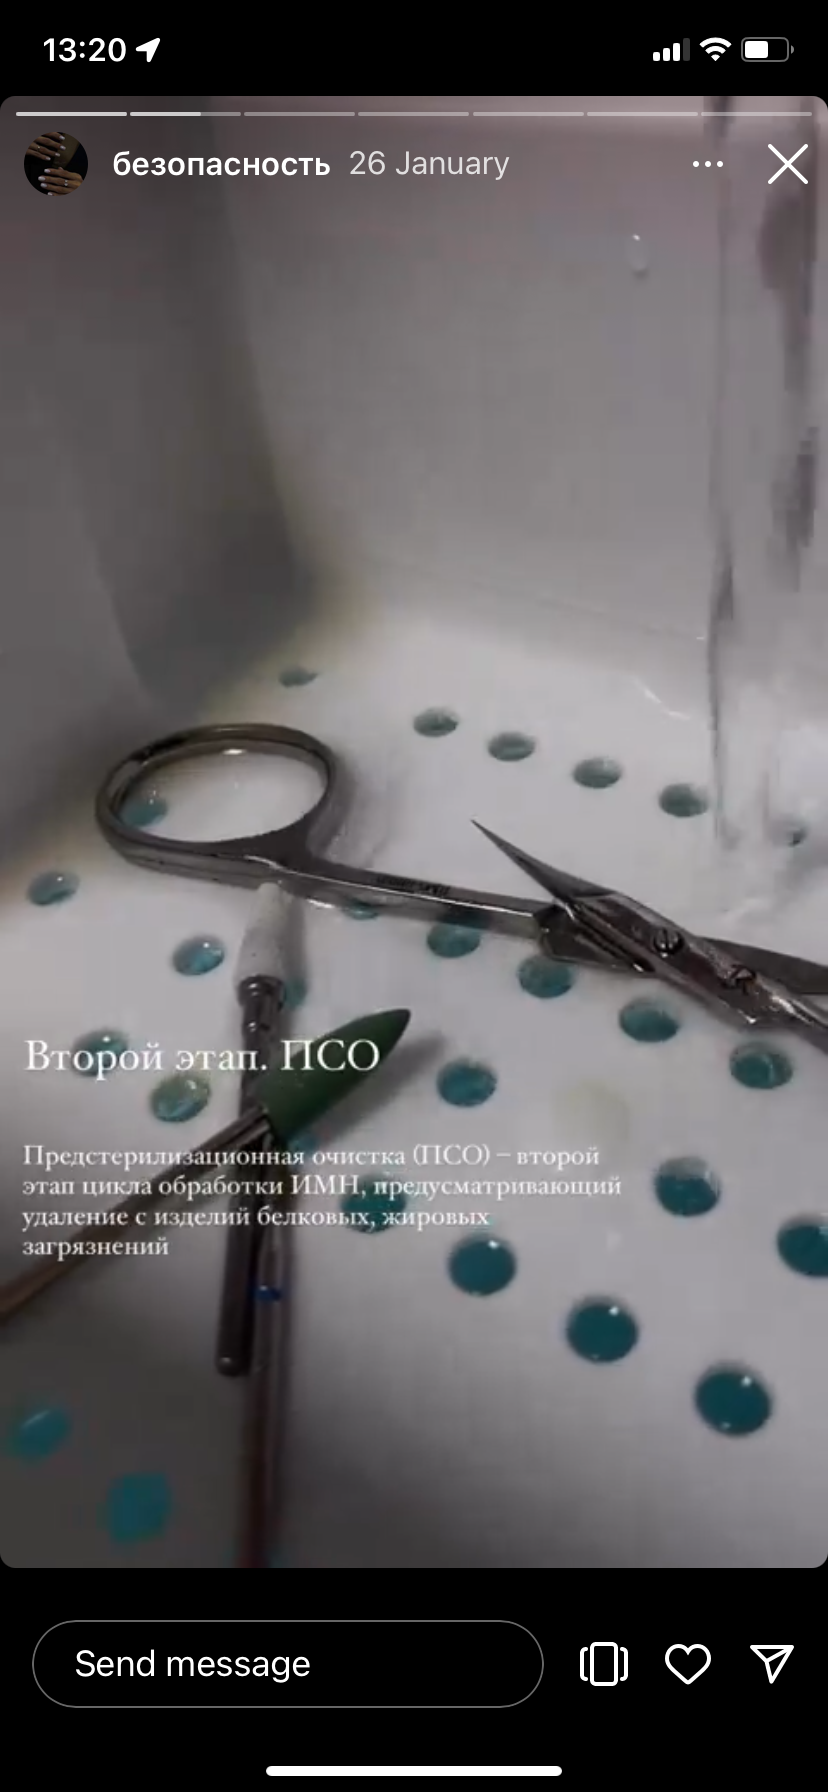 13:20
безопасность 26 January
Второй этап. ПСО
Предстерилизационная очистка (ПСО) – второй
этап цикла обработки ИМН, предусматривающий
удаление с изделий белковых, жировых
загрязнений
Send message